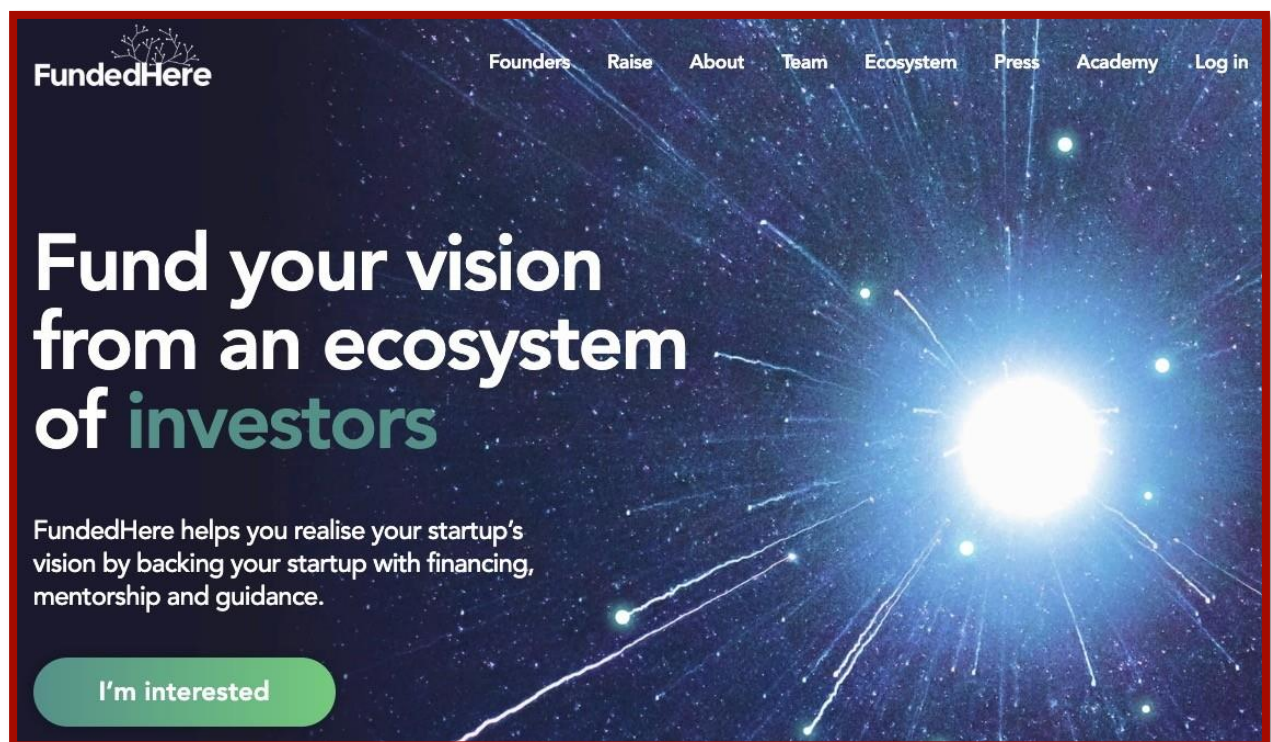 FundedHere
Founders Raise About Team Ecosystem Press Academy Log in
Fund your vision
from an ecosystem
of investors
FundedHere helps you realise your startup's
vision by backing your startup with financing,
mentorship and guidance.
I'm interested